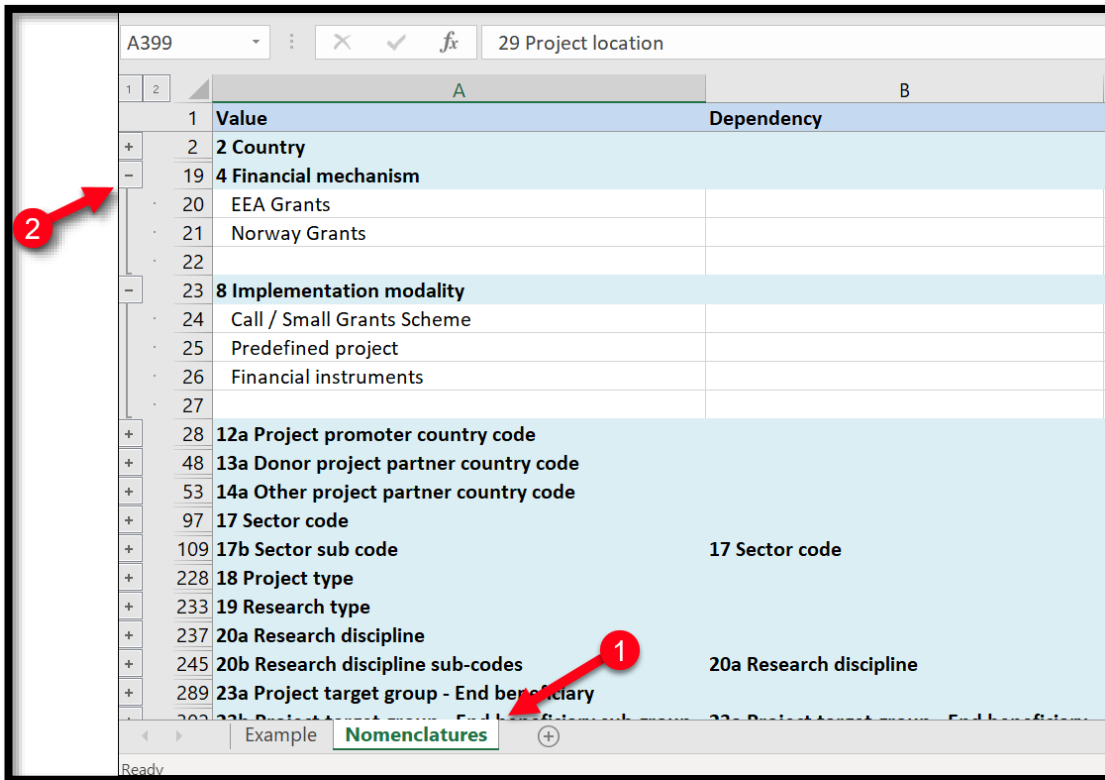 A399 fx 29 Project location
1 2 A B
1 Value Dependency
+ 2 2 Country
- 19 4 Financial mechanism
20 EEA Grants
2
21 Norway Grants
22
- 23 8 Implementation modality
24 Call / Small Grants Scheme
25 Predefined project
26 Financial instruments
27
+ 28 12a Project promoter country code
+ 48 13a Donor project partner country code
+ 53 14a Other project partner country code
+ 97 17 Sector code
+ 109 17b Sector sub code 17 Sector code
+ 228 18 Project type
+ 233 19 Research type
+ 237 20a Research discipline
1
+ 245 20b Research discipline sub-codes 20a Research discipline
+ 289 23a Project target group - End beneficiary
Example Nomenclatures +
Ready